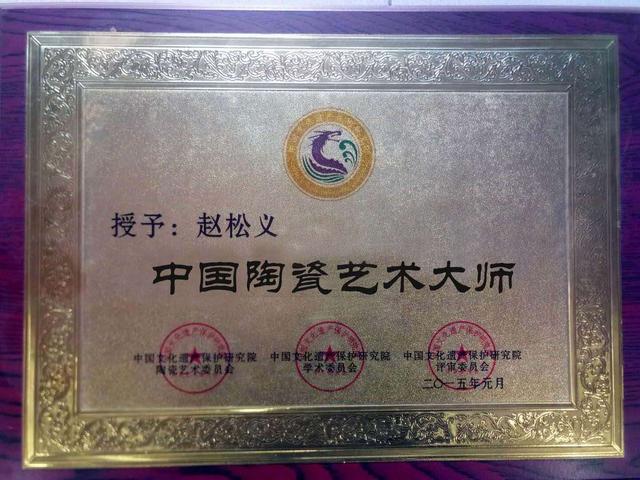 授予：赵松义
中国陶瓷艺术大师
中国文化遗产保护研究院
陶瓷艺术委员会
中国文化遗产保护研究院
学术委员会
中国文化遗产保护研究院
评审委员会
二〇一五年元月